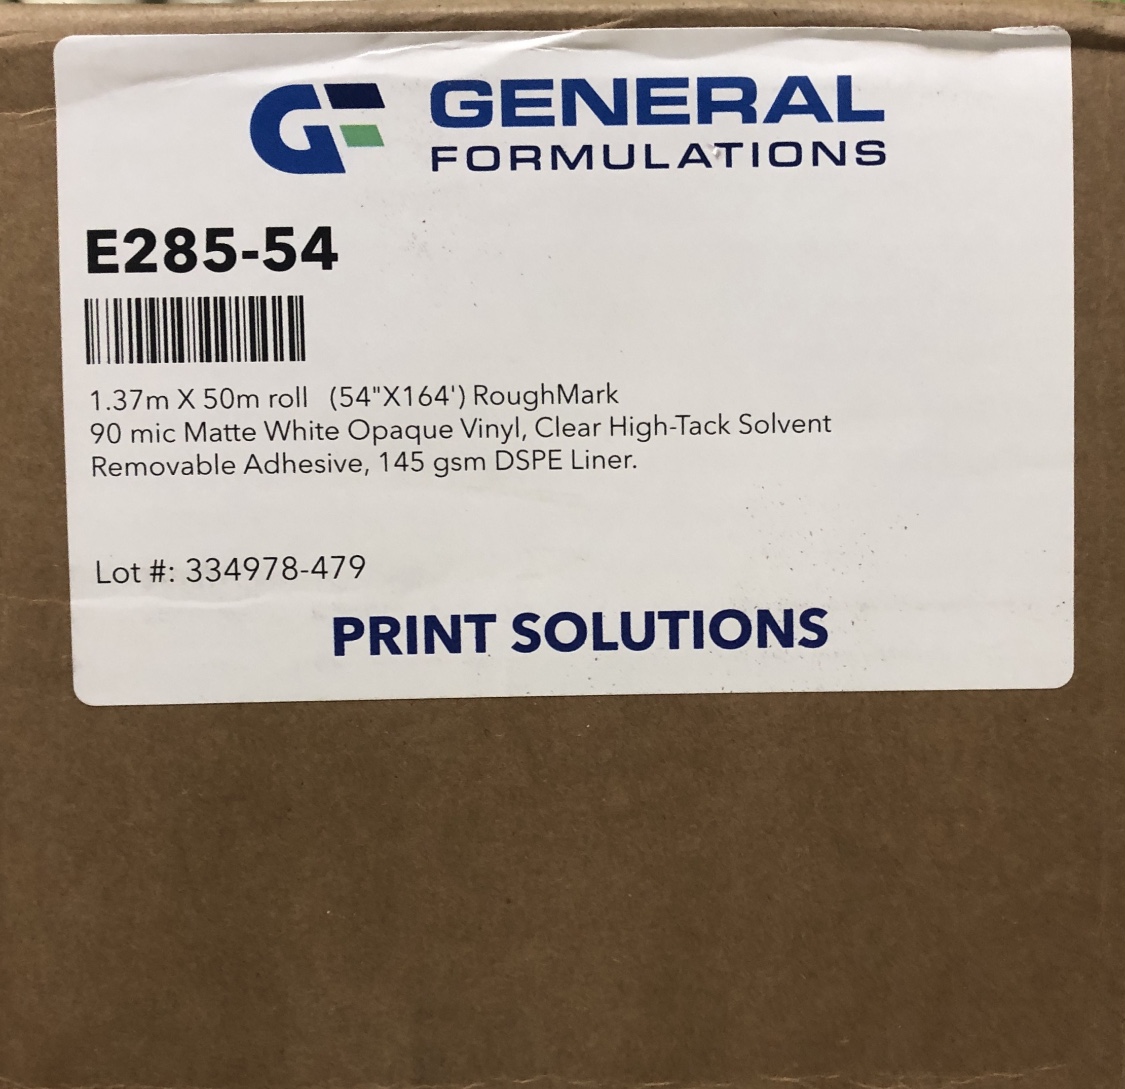 GF GENERAL
FORMULATIONS
E285-54
1.37m X 50m roll (54"X164') RoughMark
90 mic Matte White Opaque Vinyl, Clear High-Tack Solvent
Removable Adhesive, 145 gsm DSPE Liner.
Lot #: 334978-479
PRINT SOLUTIONS